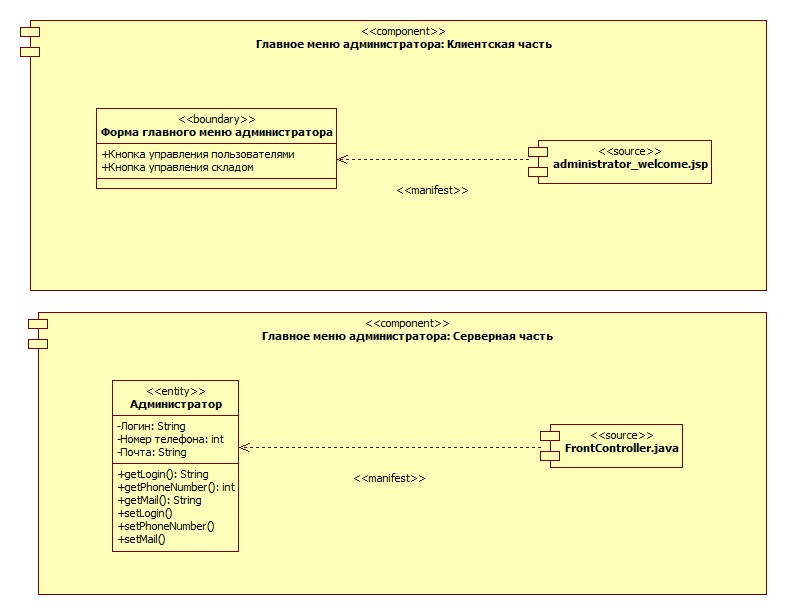 <<component>>
Главное меню администратора: Клиентская часть
<<boundary>>
Форма главного меню администратора
+Кнопка управления пользователями
+Кнопка управления складом
<<source>>
administrator_welcome.jsp
<<manifest>>
<<component>>
Главное меню администратора: Серверная часть
<<entity>>
Администратор
-Логин: String
-Номер телефона: int
-Почта: String
+getLogin(): String
+getPhoneNumber(): int
+getMail(): String
+setLogin()
+setPhoneNumber()
+setMail()
<<source>>
FrontController.java
<<manifest>>